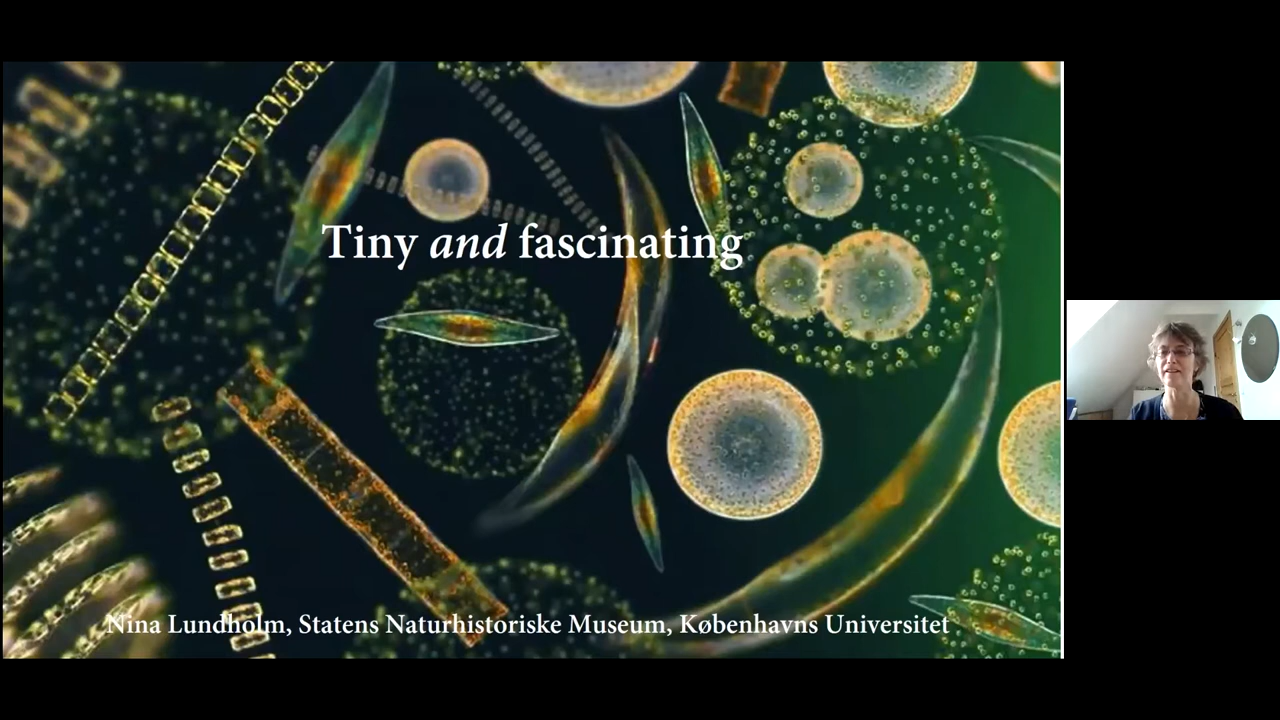 Tiny and fascinating
Nina Lundholm, Statens Naturhistoriske Museum, Københavns Universitet